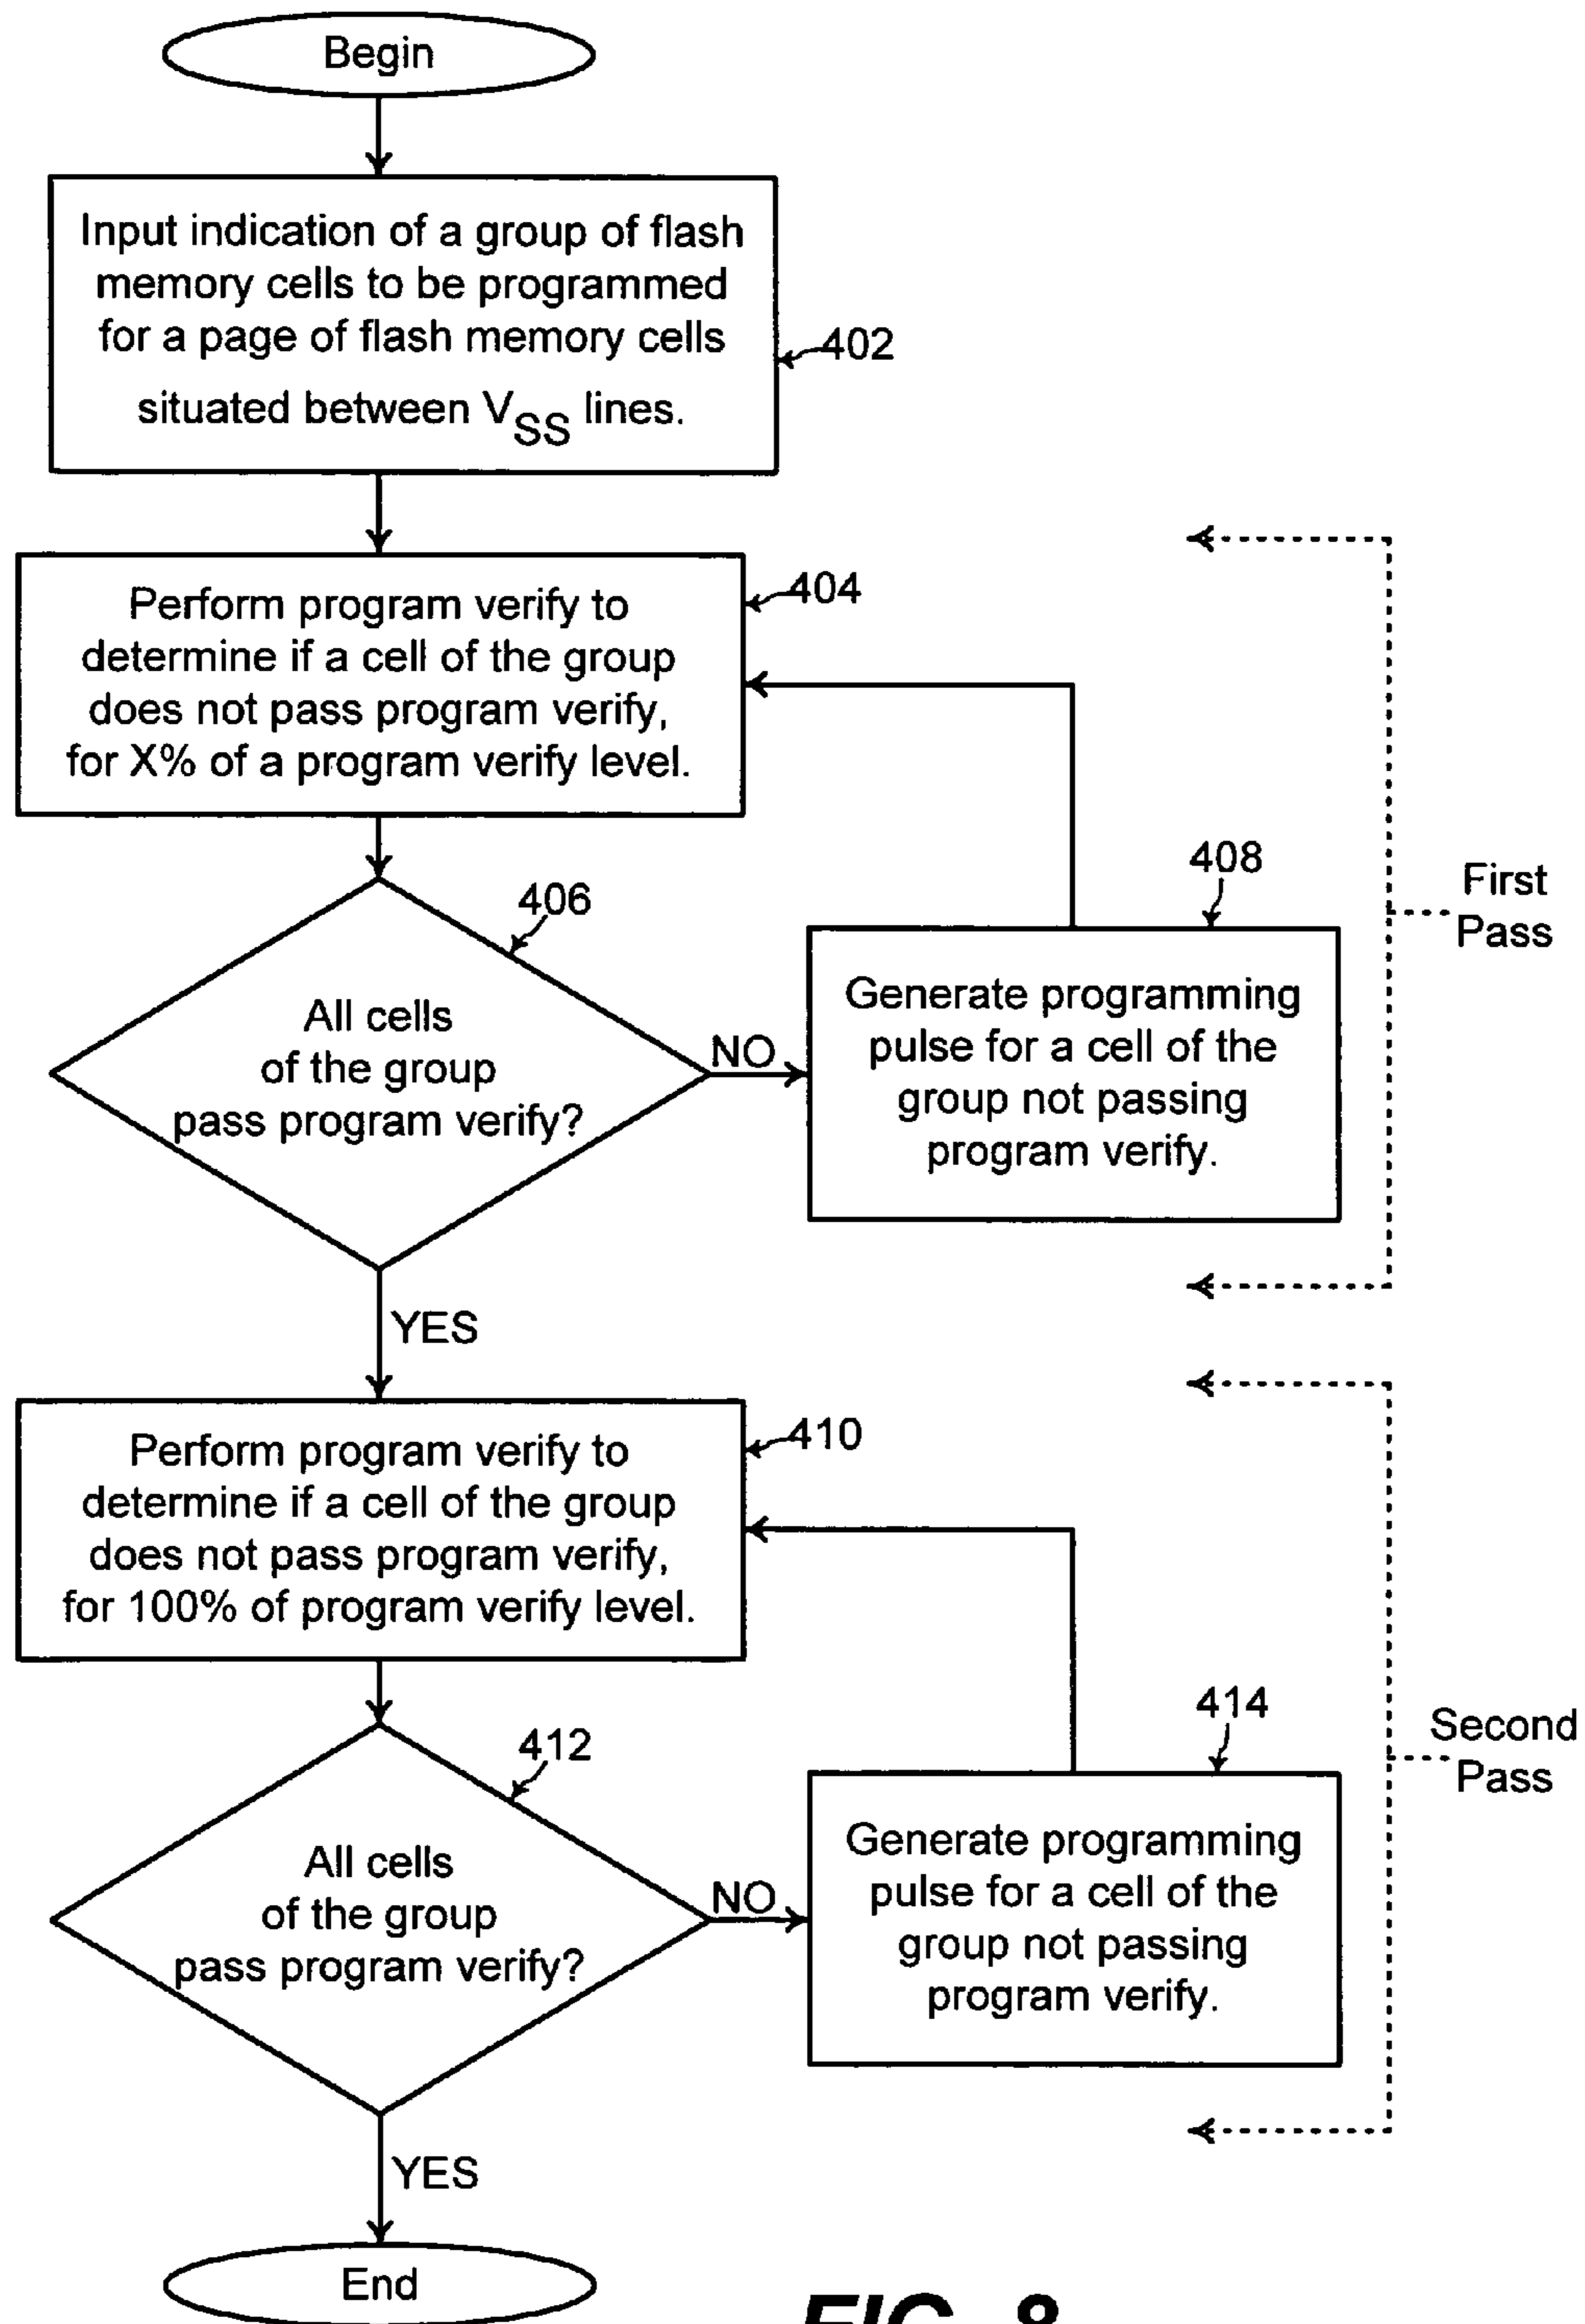 Begin
Input indication of a group of flash
memory cells to be programmed
for a page of flash memory cells
situated between VSS lines.
402
Perform program verify to
determine if a cell of the group
does not pass program verify,
for X% of a program verify level.
404
406
All cells
of the group
pass program verify?
NO
408
Generate programming
pulse for a cell of the
group not passing
program verify.
First
Pass
YES
Perform program verify to
determine if a cell of the group
does not pass program verify,
for 100% of program verify level.
410
412
All cells
of the group
pass program verify?
NO
414
Generate programming
pulse for a cell of the
group not passing
program verify.
Second
Pass
YES
End
FIG. 8